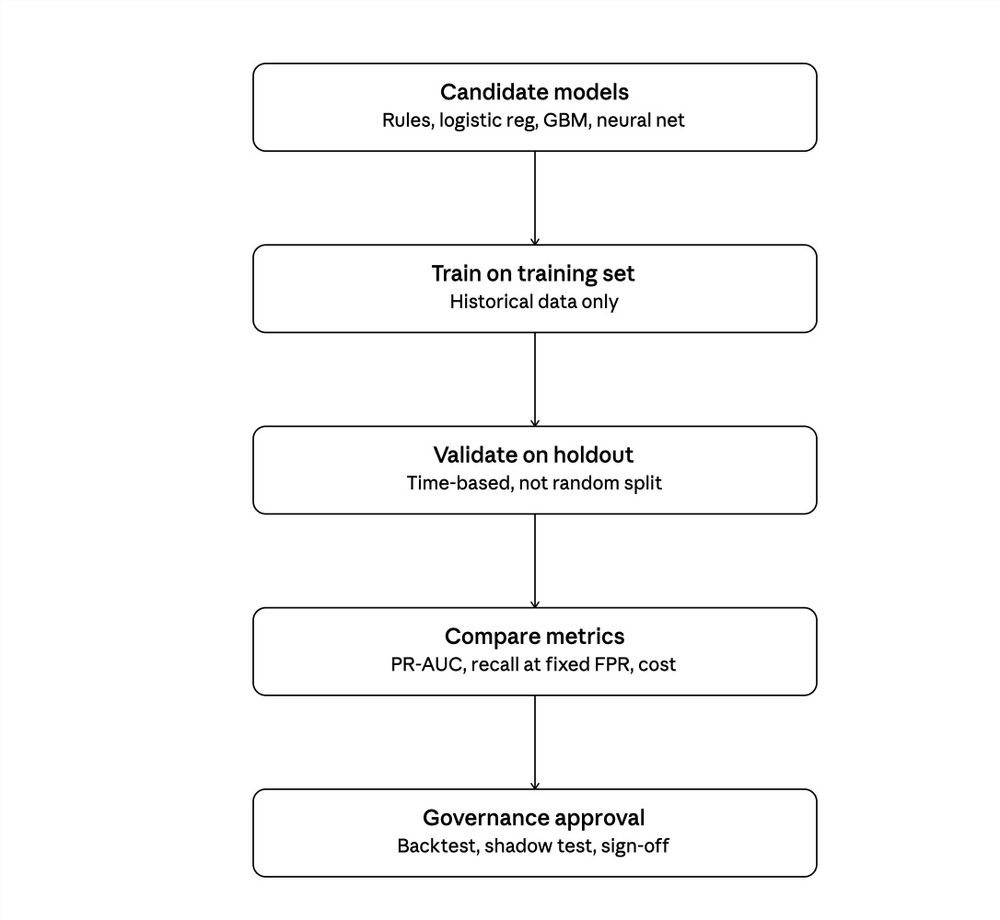 Candidate models
Rules, logistic reg, GBM, neural net
Train on training set
Historical data only
Validate on holdout
Time-based, not random split
Compare metrics
PR-AUC, recall at fixed FPR, cost
Governance approval
Backtest, shadow test, sign-off